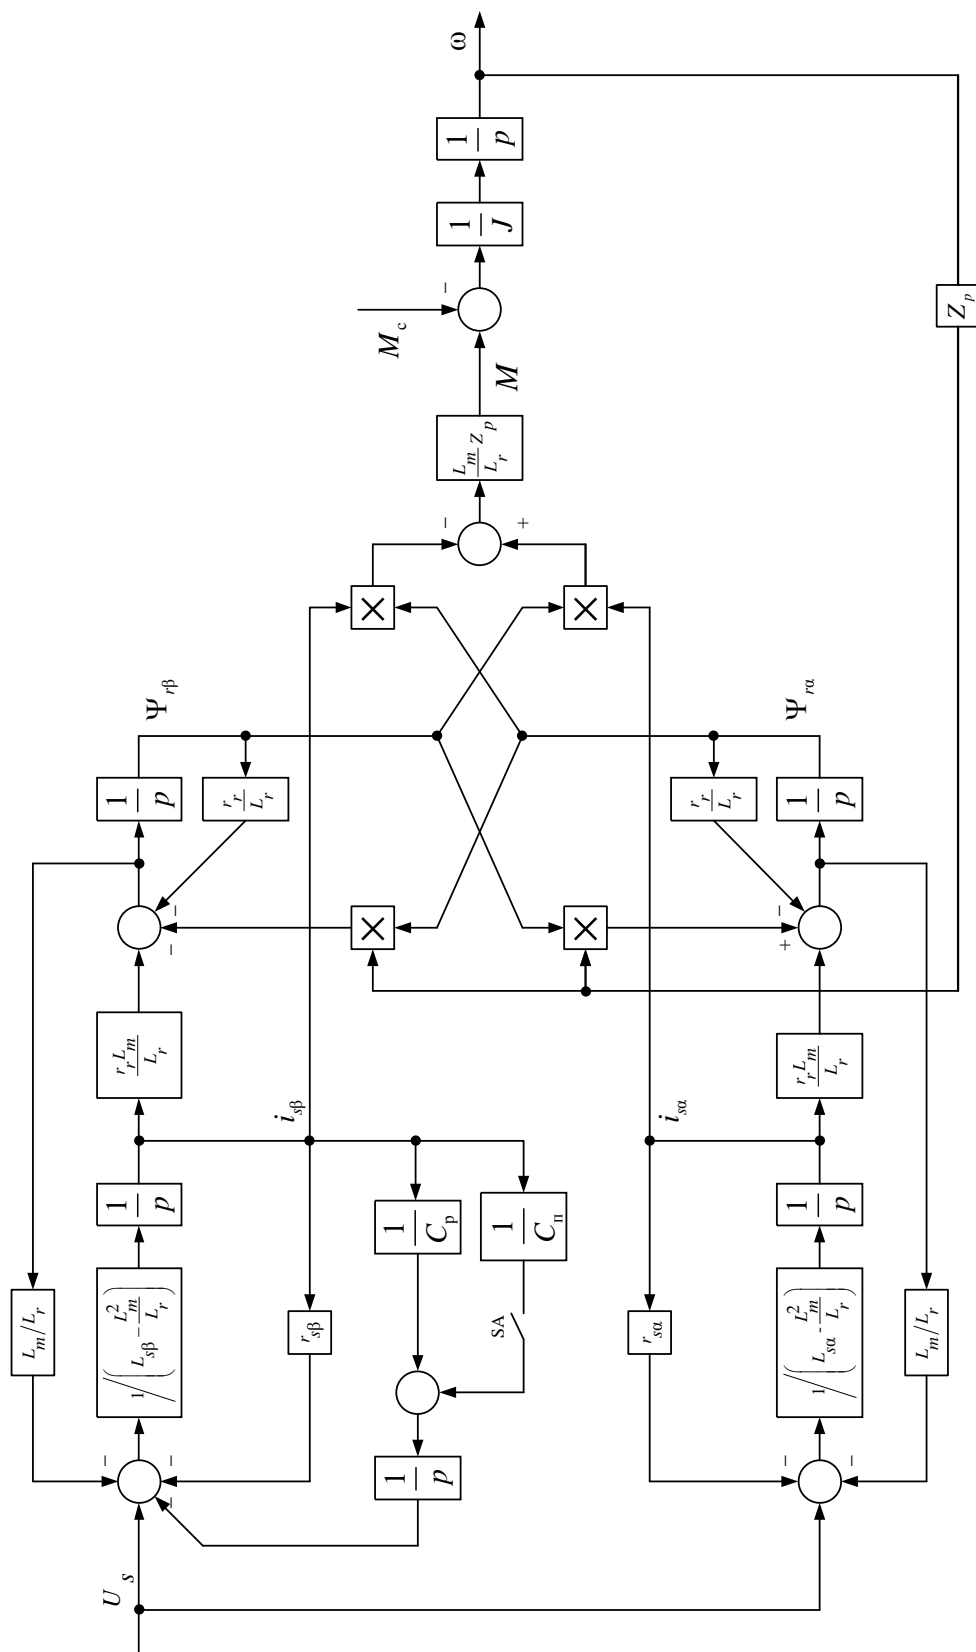 L_m/L_r
U_s
− − −
1/(L_sβ − L_m²/L_r)
1/p
r_r L_m/L_r
− −
1/p
Ψ_rβ
r_sβ
i_sβ
r_r/L_r
×
×
M_c
1/p
1/C_р
1/C_п
SA
−
+
L_m/L_r Z_p
M
−
1/J
1/p
ω
×
×
r_sα
i_sα
r_r/L_r
− −
1/(L_sα - L_m²/L_r)
1/p
r_r L_m/L_r
+ −
1/p
Ψ_rα
L_m/L_r
Z_p